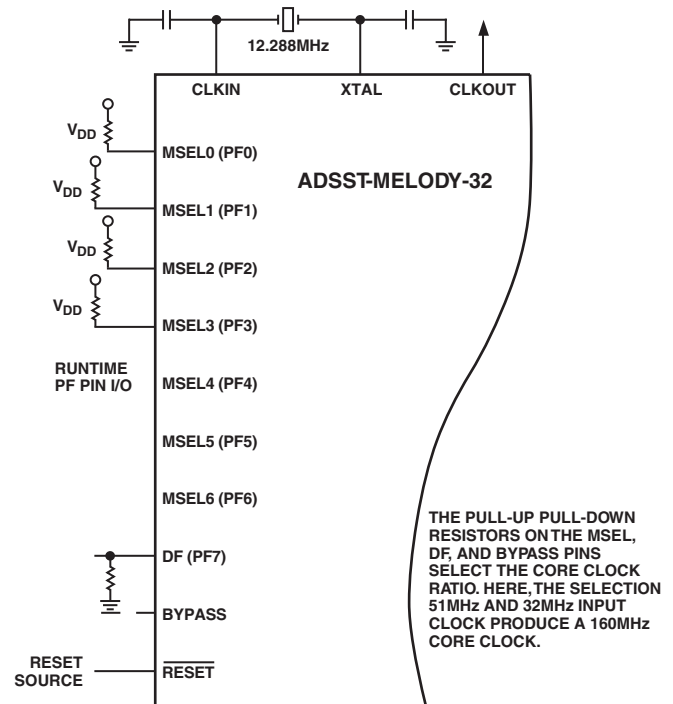 12.288MHz
CLKIN
XTAL
CLKOUT
ADSST-MELODY-32
VDD
MSEL0 (PF0)
VDD
MSEL1 (PF1)
VDD
MSEL2 (PF2)
VDD
MSEL3 (PF3)
RUNTIME
PF PIN I/O
MSEL4 (PF4)
MSEL5 (PF5)
MSEL6 (PF6)
DF (PF7)
BYPASS
RESET
SOURCE
RESET
THE PULL-UP PULL-DOWN
RESISTORS ON THE MSEL,
DF, AND BYPASS PINS
SELECT THE CORE CLOCK
RATIO. HERE, THE SELECTION
51MHz AND 32MHz INPUT
CLOCK PRODUCE A 160MHz
CORE CLOCK.